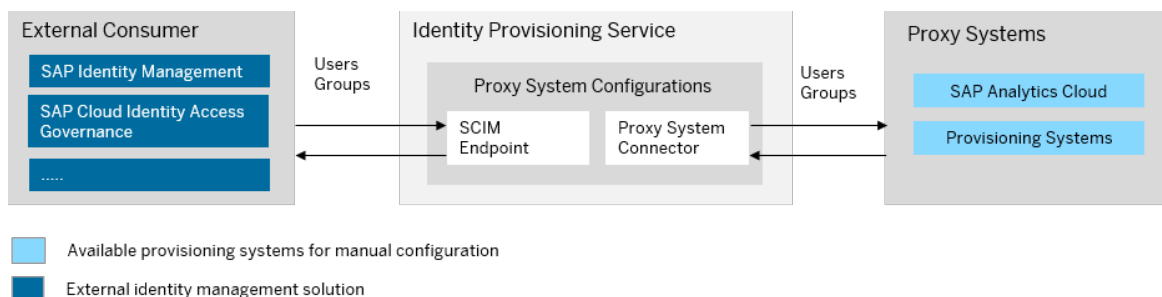 External Consumer
SAP Identity Management
SAP Cloud Identity Access
Governance
.....
Users
Groups
Identity Provisioning Service
Proxy System Configurations
SCIM
Endpoint
Proxy System
Connector
Users
Groups
Proxy Systems
SAP Analytics Cloud
Provisioning Systems
Available provisioning systems for manual configuration
External identity management solution